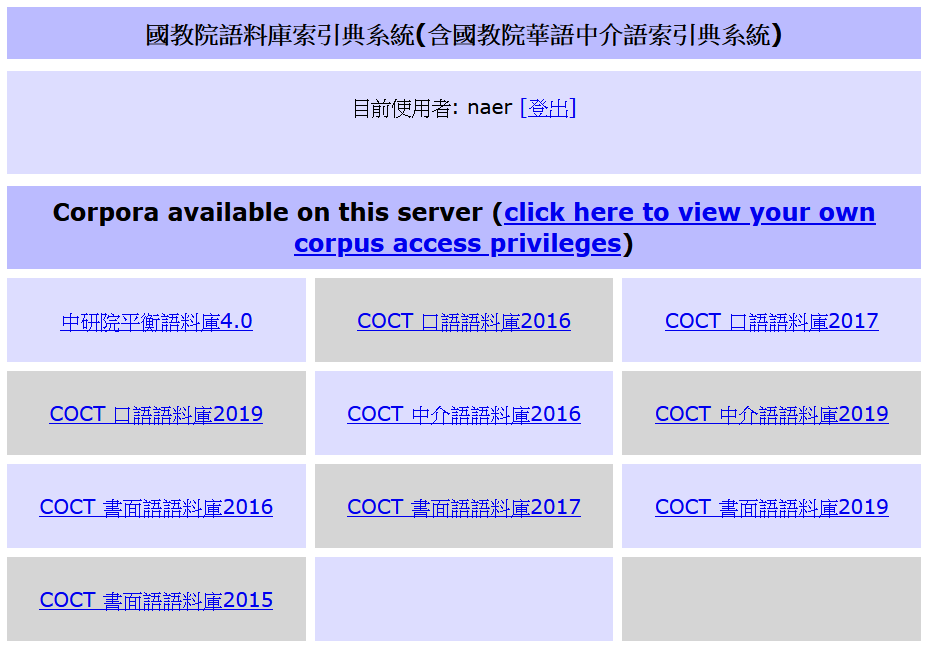 國教院語料庫索引典系統(含國教院華語中介語索引典系統)
目前使用者: naer [登出]
Corpora available on this server (click here to view your own
corpus access privileges)
中研院平衡語料庫4.0
COCT 口語語料庫2016
COCT 口語語料庫2017
COCT 口語語料庫2019
COCT 中介語語料庫2016
COCT 中介語語料庫2019
COCT 書面語語料庫2016
COCT 書面語語料庫2017
COCT 書面語語料庫2019
COCT 書面語語料庫2015